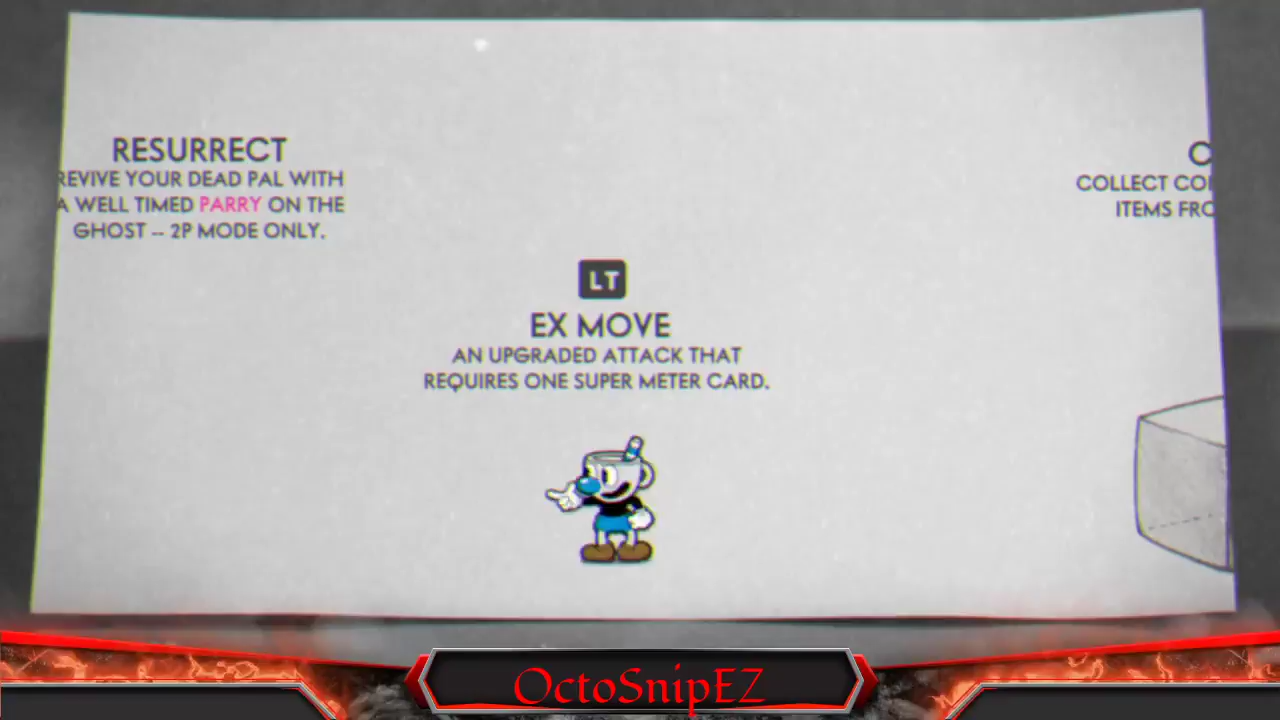 RESURRECT
REVIVE YOUR DEAD PAL WITH
A WELL TIMED PARRY ON THE
GHOST -- 2P MODE ONLY.
LT
EX MOVE
AN UPGRADED ATTACK THAT
REQUIRES ONE SUPER METER CARD.
COLLECT
ITEMS
OctoSnipEZ